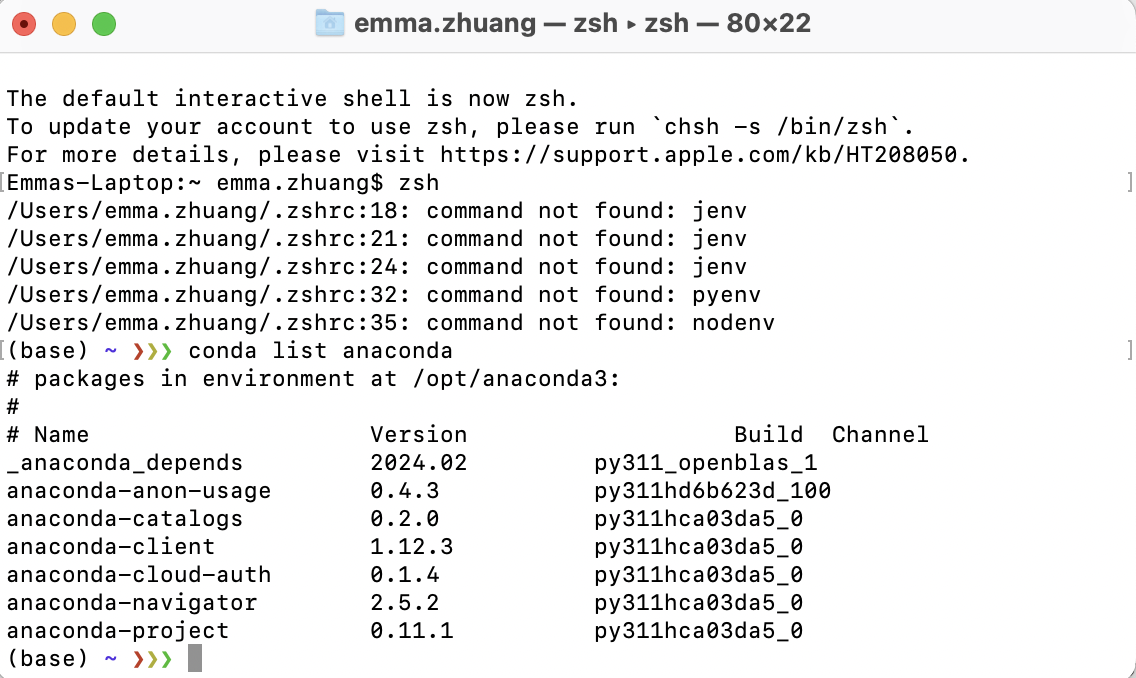 emma.zhuang — zsh ▸ zsh — 80×22
The default interactive shell is now zsh.
To update your account to use zsh, please run `chsh -s /bin/zsh`.
For more details, please visit https://support.apple.com/kb/HT208050.
[Emmas-Laptop:~ emma.zhuang$ zsh ]
/Users/emma.zhuang/.zshrc:18: command not found: jenv
/Users/emma.zhuang/.zshrc:21: command not found: jenv
/Users/emma.zhuang/.zshrc:24: command not found: jenv
/Users/emma.zhuang/.zshrc:32: command not found: pyenv
/Users/emma.zhuang/.zshrc:35: command not found: nodenv
[(base) ~ ❯❯❯ conda list anaconda ]
# packages in environment at /opt/anaconda3:
#
# Name                    Version                   Build  Channel
_anaconda_depends         2024.02         py311_openblas_1
anaconda-anon-usage       0.4.3           py311hd6b623d_100
anaconda-catalogs         0.2.0           py311hca03da5_0
anaconda-client           1.12.3          py311hca03da5_0
anaconda-cloud-auth       0.1.4           py311hca03da5_0
anaconda-navigator        2.5.2           py311hca03da5_0
anaconda-project          0.11.1          py311hca03da5_0
(base) ~ ❯❯❯